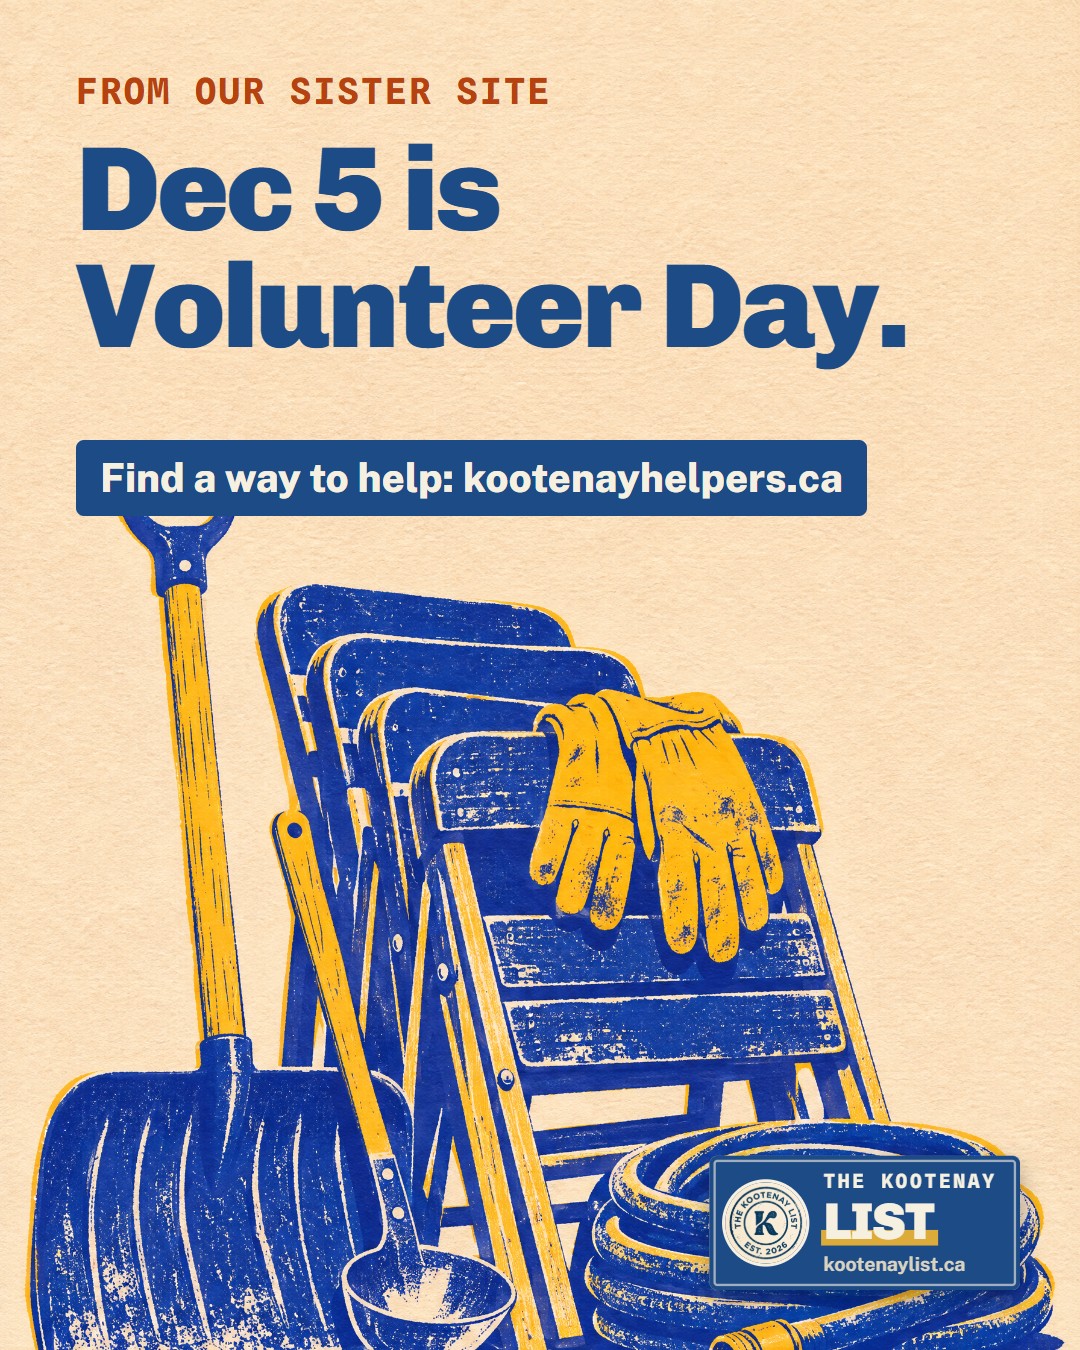 FROM OUR SISTER SITE
Dec 5 is
Volunteer Day.
Find a way to help: kootenayhelpers.ca
THE KOOTENAY LIST
K
EST. 2026
THE KOOTENAY
LIST
kootenaylist.ca